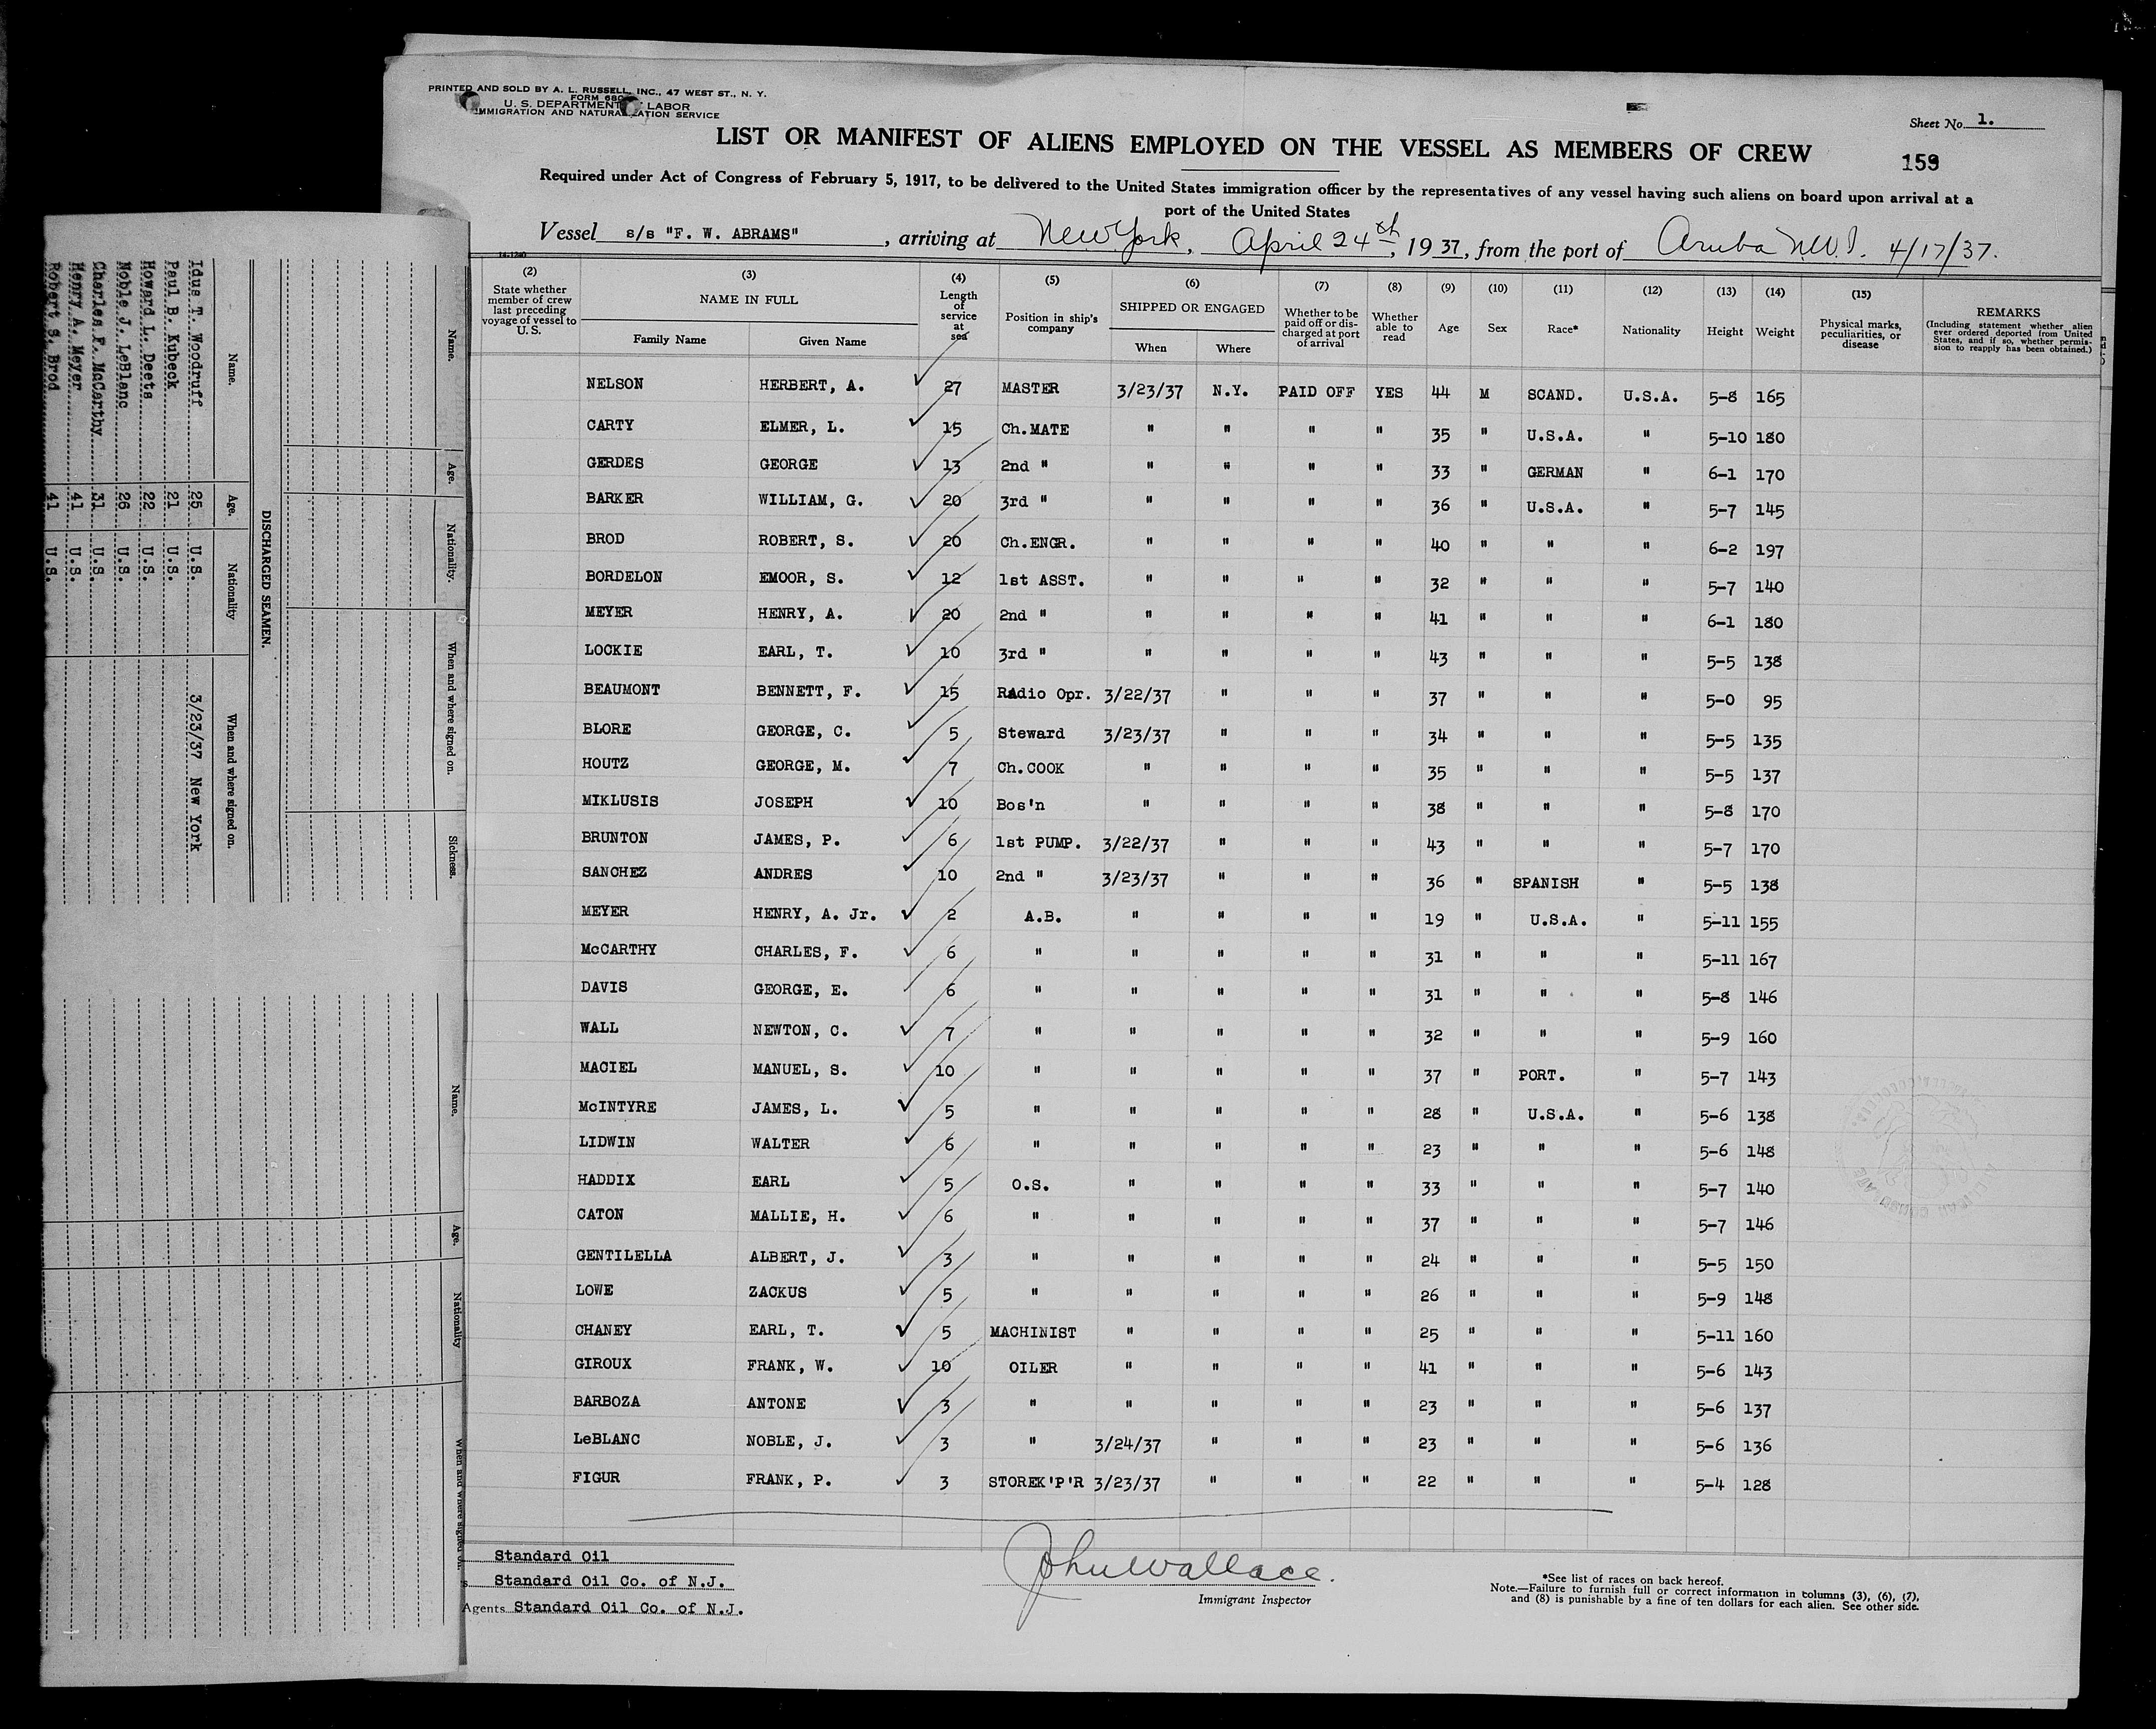 PRINTED AND SOLD BY A. L. RUSSELL, INC., 47 WEST ST., N. Y.
FORM 680
U. S. DEPARTMENT LABOR
IMMIGRATION AND NATURALIZATION SERVICE
Sheet No. 1.
LIST OR MANIFEST OF ALIENS EMPLOYED ON THE VESSEL AS MEMBERS OF CREW
159
Required under Act of Congress of February 5, 1917, to be delivered to the United States immigration officer by the representatives of any vessel having such aliens on board upon arrival at a
port of the United States
Vessel s/s "F. W. ABRAMS", arriving at New York, April 24th, 1937, from the port of Aruba N.W.I. 4/17/37.
(2) State whether member of crew last preceding voyage of vessel to U. S. (3) NAME IN FULL Family Name Given Name (4) Length of service at sea (5) Position in ship's company (6) SHIPPED OR ENGAGED When Where (7) Whether to be paid off or discharged at port of arrival (8) Whether able to read (9) Age (10) Sex (11) Race* (12) Nationality (13) Height (14) Weight (15) Physical marks, peculiarities, or disease REMARKS (Including statement whether alien ever ordered deported from United States, and if so, whether permission to reapply has been obtained.)
NELSON HERBERT, A. 27 MASTER 3/23/37 N.Y. PAID OFF YES 44 M SCAND. U.S.A. 5-8 165
CARTY ELMER, L. 15 Ch.MATE " " " " 35 " U.S.A. " 5-10 180
GERDES GEORGE 13 2nd " " " " " 33 " GERMAN " 6-1 170
BARKER WILLIAM, G. 20 3rd " " " " " 36 " U.S.A. " 5-7 145
BROD ROBERT, S. 20 Ch.ENGR. " " " " 40 " " " 6-2 197
BORDELON EMOOR, S. 12 1st ASST. " " " " 32 " " " 5-7 140
MEYER HENRY, A. 20 2nd " " " " " 41 " " " 6-1 180
LOCKIE EARL, T. 10 3rd " " " " " 43 " " " 5-5 138
BEAUMONT BENNETT, F. 15 Radio Opr. 3/22/37 " " " 37 " " " 5-0 95
BLORE GEORGE, C. 5 Steward 3/23/37 " " " 34 " " " 5-5 135
HOUTZ GEORGE, M. 7 Ch.COOK " " " " 35 " " " 5-5 137
MIKLUSIS JOSEPH 10 Bos'n " " " " 38 " " " 5-8 170
BRUNTON JAMES, P. 6 1st PUMP. 3/22/37 " " " 43 " " " 5-7 170
SANCHEZ ANDRES 10 2nd " 3/23/37 " " " 36 " SPANISH " 5-5 138
MEYER HENRY, A. Jr. 2 A.B. " " " " 19 " U.S.A. " 5-11 155
McCARTHY CHARLES, F. 6 " " " " " 31 " " " 5-11 167
DAVIS GEORGE, E. 6 " " " " " 31 " " " 5-8 146
WALL NEWTON, C. 7 " " " " " 32 " " " 5-9 160
MACIEL MANUEL, S. 10 " " " " " 37 " PORT. " 5-7 143
McINTYRE JAMES, L. 5 " " " " " 28 " U.S.A. " 5-6 138
LIDWIN WALTER 6 " " " " " 23 " " " 5-6 148
HADDIX EARL 5 O.S. " " " " 33 " " " 5-7 140
CATON MALLIE, H. 6 " " " " " 37 " " " 5-7 146
GENTILELLA ALBERT, J. 3 " " " " " 24 " " " 5-5 150
LOWE ZACKUS 5 " " " " " 26 " " " 5-9 148
CHANEY EARL, T. 5 MACHINIST " " " " 25 " " " 5-11 160
GIROUX FRANK, W. 10 OILER " " " " 41 " " " 5-6 143
BARBOZA ANTONE 3 " " " " " 23 " " " 5-6 137
LeBLANC NOBLE, J. 3 " 3/24/37 " " " 23 " " " 5-6 136
FIGUR FRANK, P. 3 STOREK'P'R 3/23/37 " " " 22 " " " 5-4 128
Standard Oil
Standard Oil Co. of N.J.
Agents Standard Oil Co. of N.J.
John Wallace.
Immigrant Inspector
*See list of races on back hereof.
Note.—Failure to furnish full or correct information in columns (3), (6), (7),
and (8) is punishable by a fine of ten dollars for each alien. See other side.
Name. Age. Nationality. When and where signed on. Sickness.
DISCHARGED SEAMEN.
Name. Age. Nationality When and where signed on.
Idus T. Woodruff 25 U.S. 3/23/37 New York
Paul B. Kubeck 21 U.S.
Howard L. Deets 22 U.S.
Noble J. LeBlanc 26 U.S.
Charles F. McCarthy 31 U.S.
Henry A. Meyer 41 U.S.
Robert S. Brod 41 U.S.
Name. Age. Nationality When and where signed on.